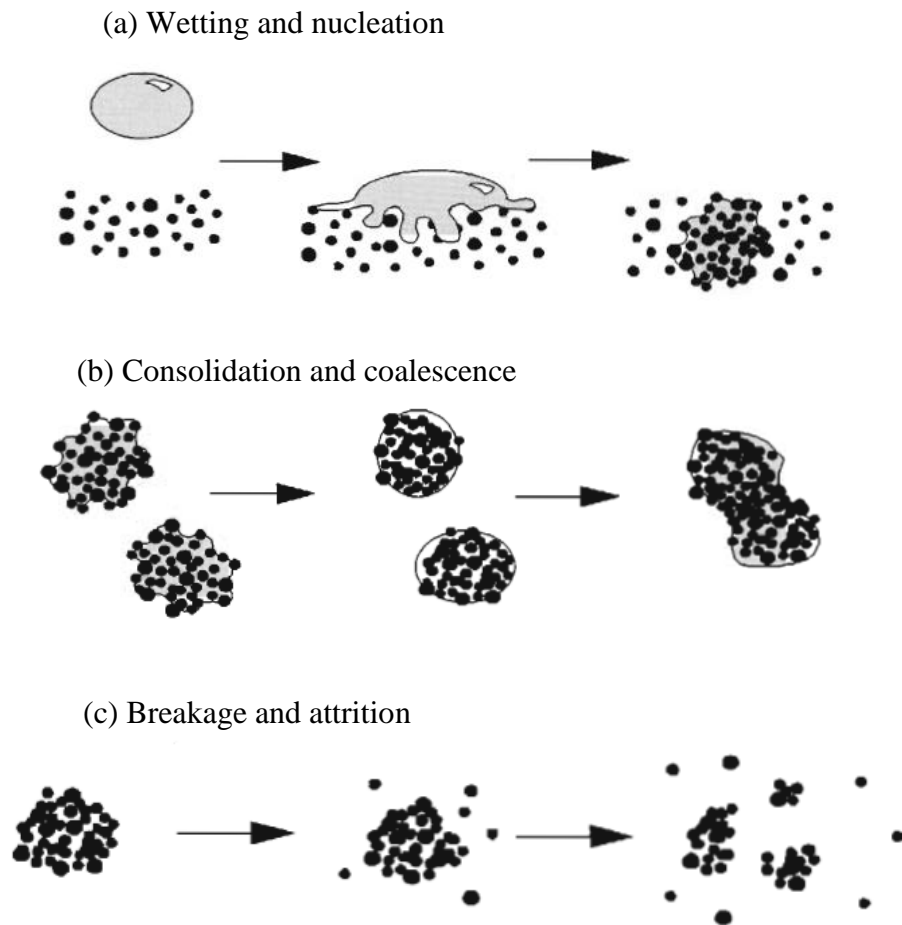 (a) Wetting and nucleation
(b) Consolidation and coalescence
(c) Breakage and attrition